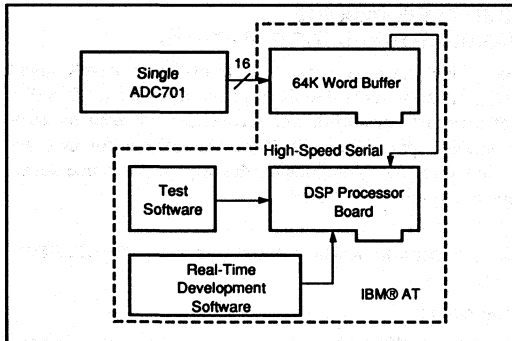 Single
ADC701
16
64K Word Buffer
High-Speed Serial
Test
Software
DSP Processor
Board
Real-Time
Development
Software
IBM® AT